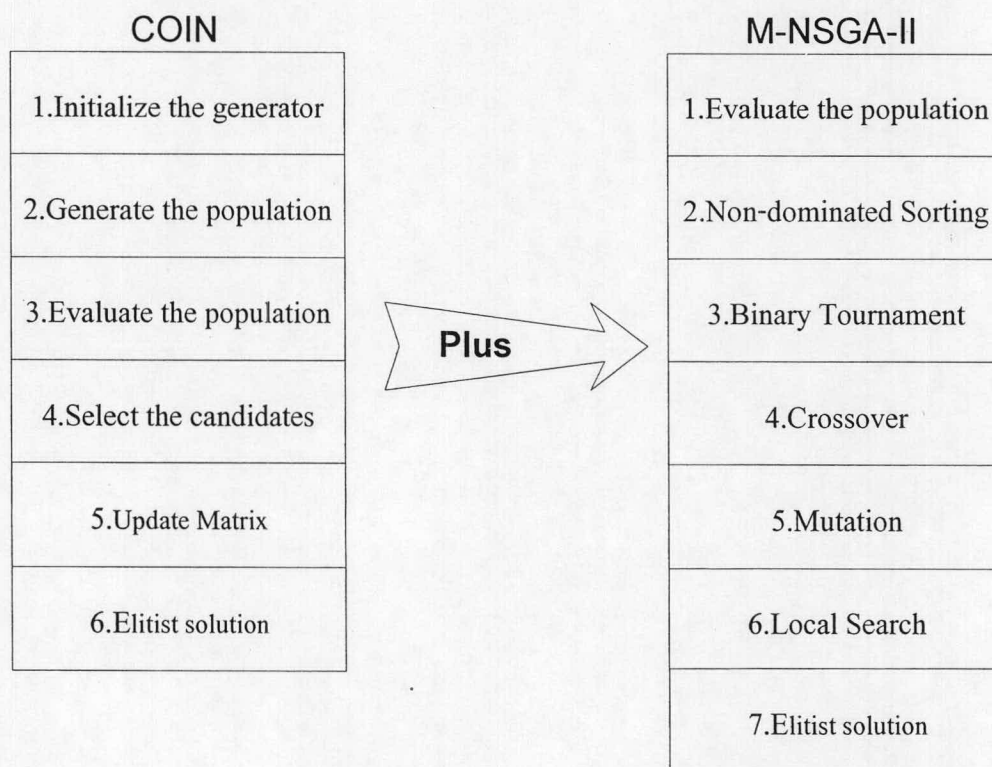 COIN
1.Initialize the generator
2.Generate the population
3.Evaluate the population
4.Select the candidates
5.Update Matrix
6.Elitist solution
Plus
M-NSGA-II
1.Evaluate the population
2.Non-dominated Sorting
3.Binary Tournament
4.Crossover
5.Mutation
6.Local Search
7.Elitist solution